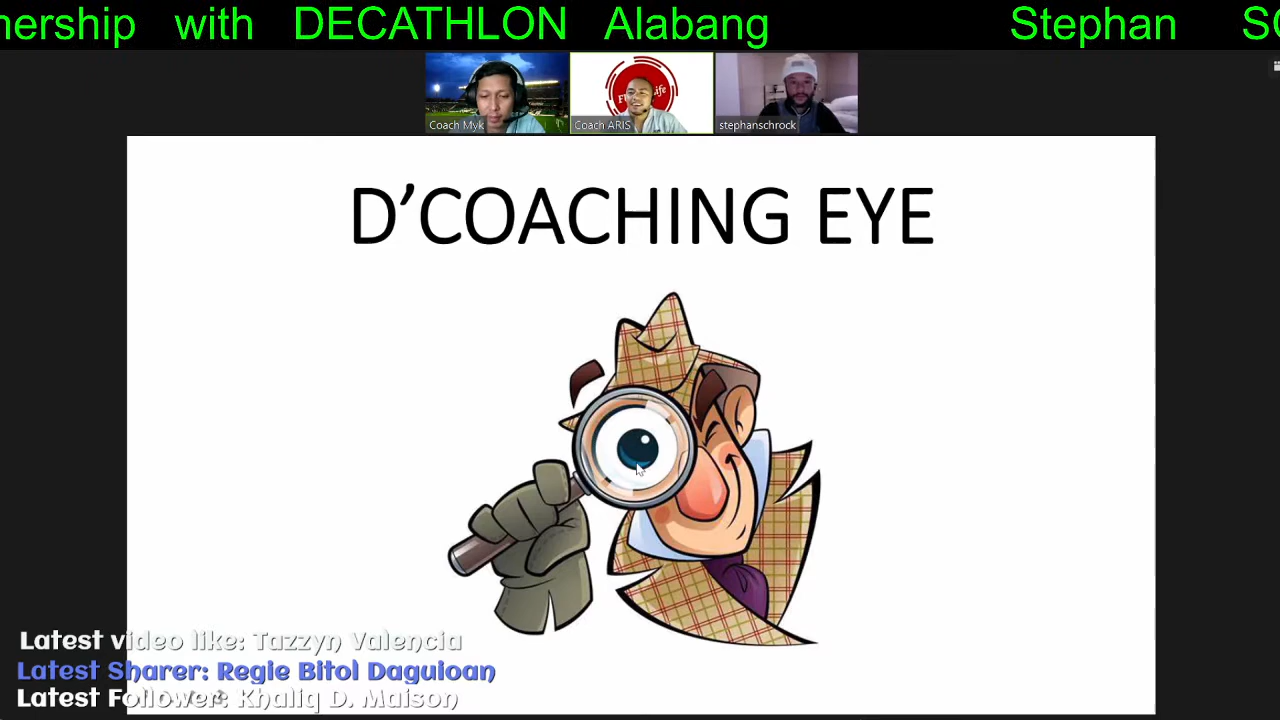 nership with DECATHLON Alabang Stephan
Coach Myk
Coach ARIS
stephanschrock
D'COACHING EYE
Latest video like: Tazzyn Valencia
Latest Sharer: Regie Bitol Daguioan
Latest Follower: Khaliq D. Maison